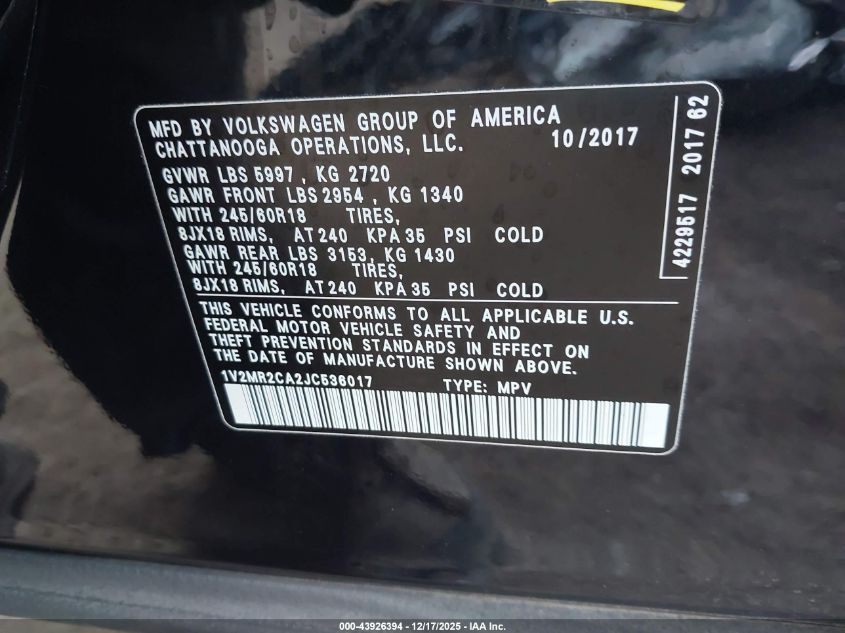 MFD BY VOLKSWAGEN GROUP OF AMERICA
CHATTANOOGA OPERATIONS, LLC. 10/2017
GVWR LBS 5997, KG 2720
GAWR FRONT LBS 2954, KG 1340
WITH 245/60R18 TIRES,
8JX18 RIMS, AT 240 KPA 35 PSI COLD
GAWR REAR LBS 3153, KG 1430
WITH 245/60R18 TIRES,
8JX18 RIMS, AT 240 KPA 35 PSI COLD
THIS VEHICLE CONFORMS TO ALL APPLICABLE U.S.
FEDERAL MOTOR VEHICLE SAFETY AND
THEFT PREVENTION STANDARDS IN EFFECT ON
THE DATE OF MANUFACTURE SHOWN ABOVE.
1V2MR2CA2JC536017 TYPE: MPV
4229517 2017 62
000-43926394 - 12/17/2025 - IAA Inc.